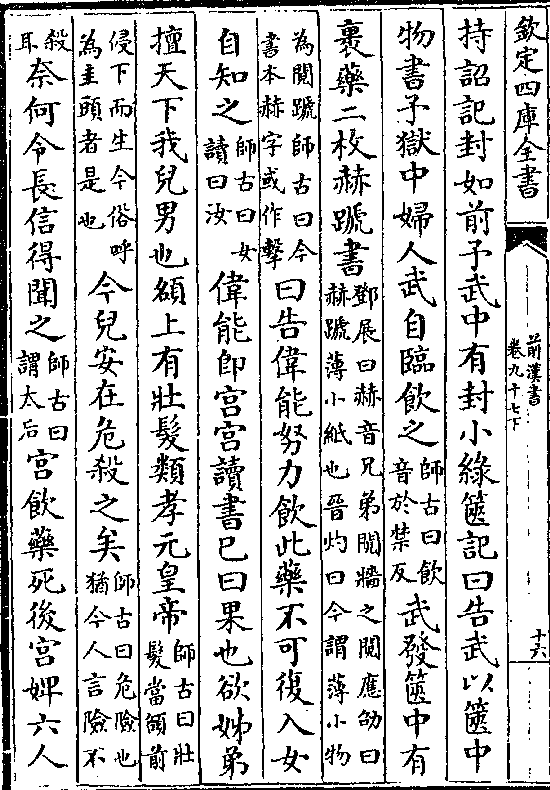 欽定四庫全書
前漢書
卷九十七下
十六
持詔記封如前予武中有封小綠篋記曰告武以篋中
物書予獄中婦人武自臨飲之師古曰飲
音於禁反武發篋中有
裹藥二枚赫蹏書鄧展曰赫音兄弟䦧牆之䦧應劭曰
赫蹏薄小紙也晉灼曰今謂薄小物
為䦧蹏師古曰今
書本赫字或作擊曰告偉能努力飲此藥不可復入女
自知之師古曰女
讀曰汝偉能即宮宮讀書已曰果也欲姊弟
擅天下我兒男也額上有壯髮類孝元皇帝師古曰壯
髮當額前
侵下而生今俗呼
為圭頭者是也今兒安在危殺之矣師古曰危險也
猶今人言險不
殺
耳奈何令長信得聞之師古曰
謂太后宮飲藥死後宮婢六人